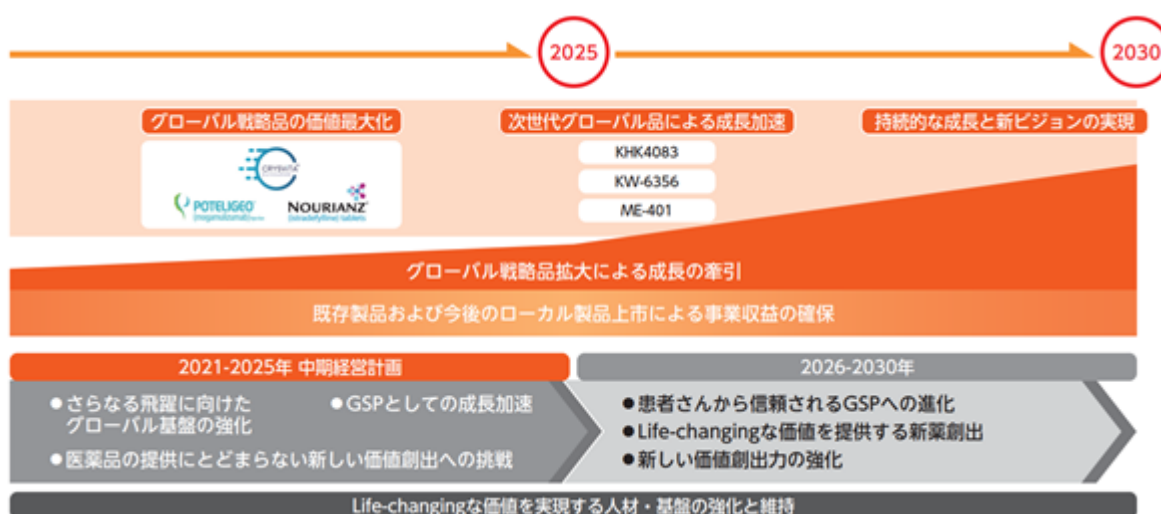 2025
2030
グローバル戦略品の価値最大化
次世代グローバル品による成長加速
持続的な成長と新ビジョンの実現
CRYSVITA
POTELIGEO
(mogamulizumab)
NOURIANZ
(istradefylline) tablets
KHK4083
KW-6356
ME-401
グローバル戦略品拡大による成長の牽引
既存製品および今後のローカル製品上市による事業収益の確保
2021-2025年 中期経営計画
●さらなる飛躍に向けた
グローバル基盤の強化
●GSPとしての成長加速
●医薬品の提供にとどまらない新しい価値創出への挑戦
2026-2030年
●患者さんから信頼されるGSPへの進化
●Life-changingな価値を提供する新薬創出
●新しい価値創出力の強化
Life-changingな価値を実現する人材・基盤の強化と維持